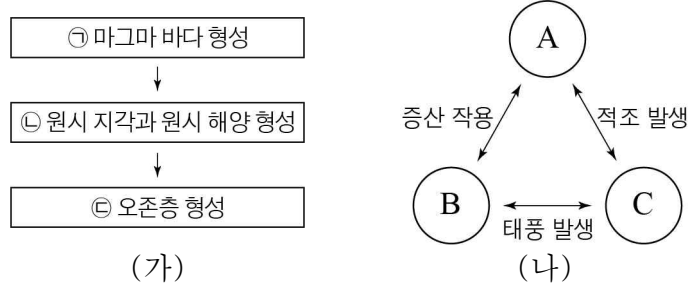 ㉠ 마그마 바다 형성
㉡ 원시 지각과 원시 해양 형성
㉢ 오존층 형성
(가)
A
증산 작용
적조 발생
B
C
태풍 발생
(나)